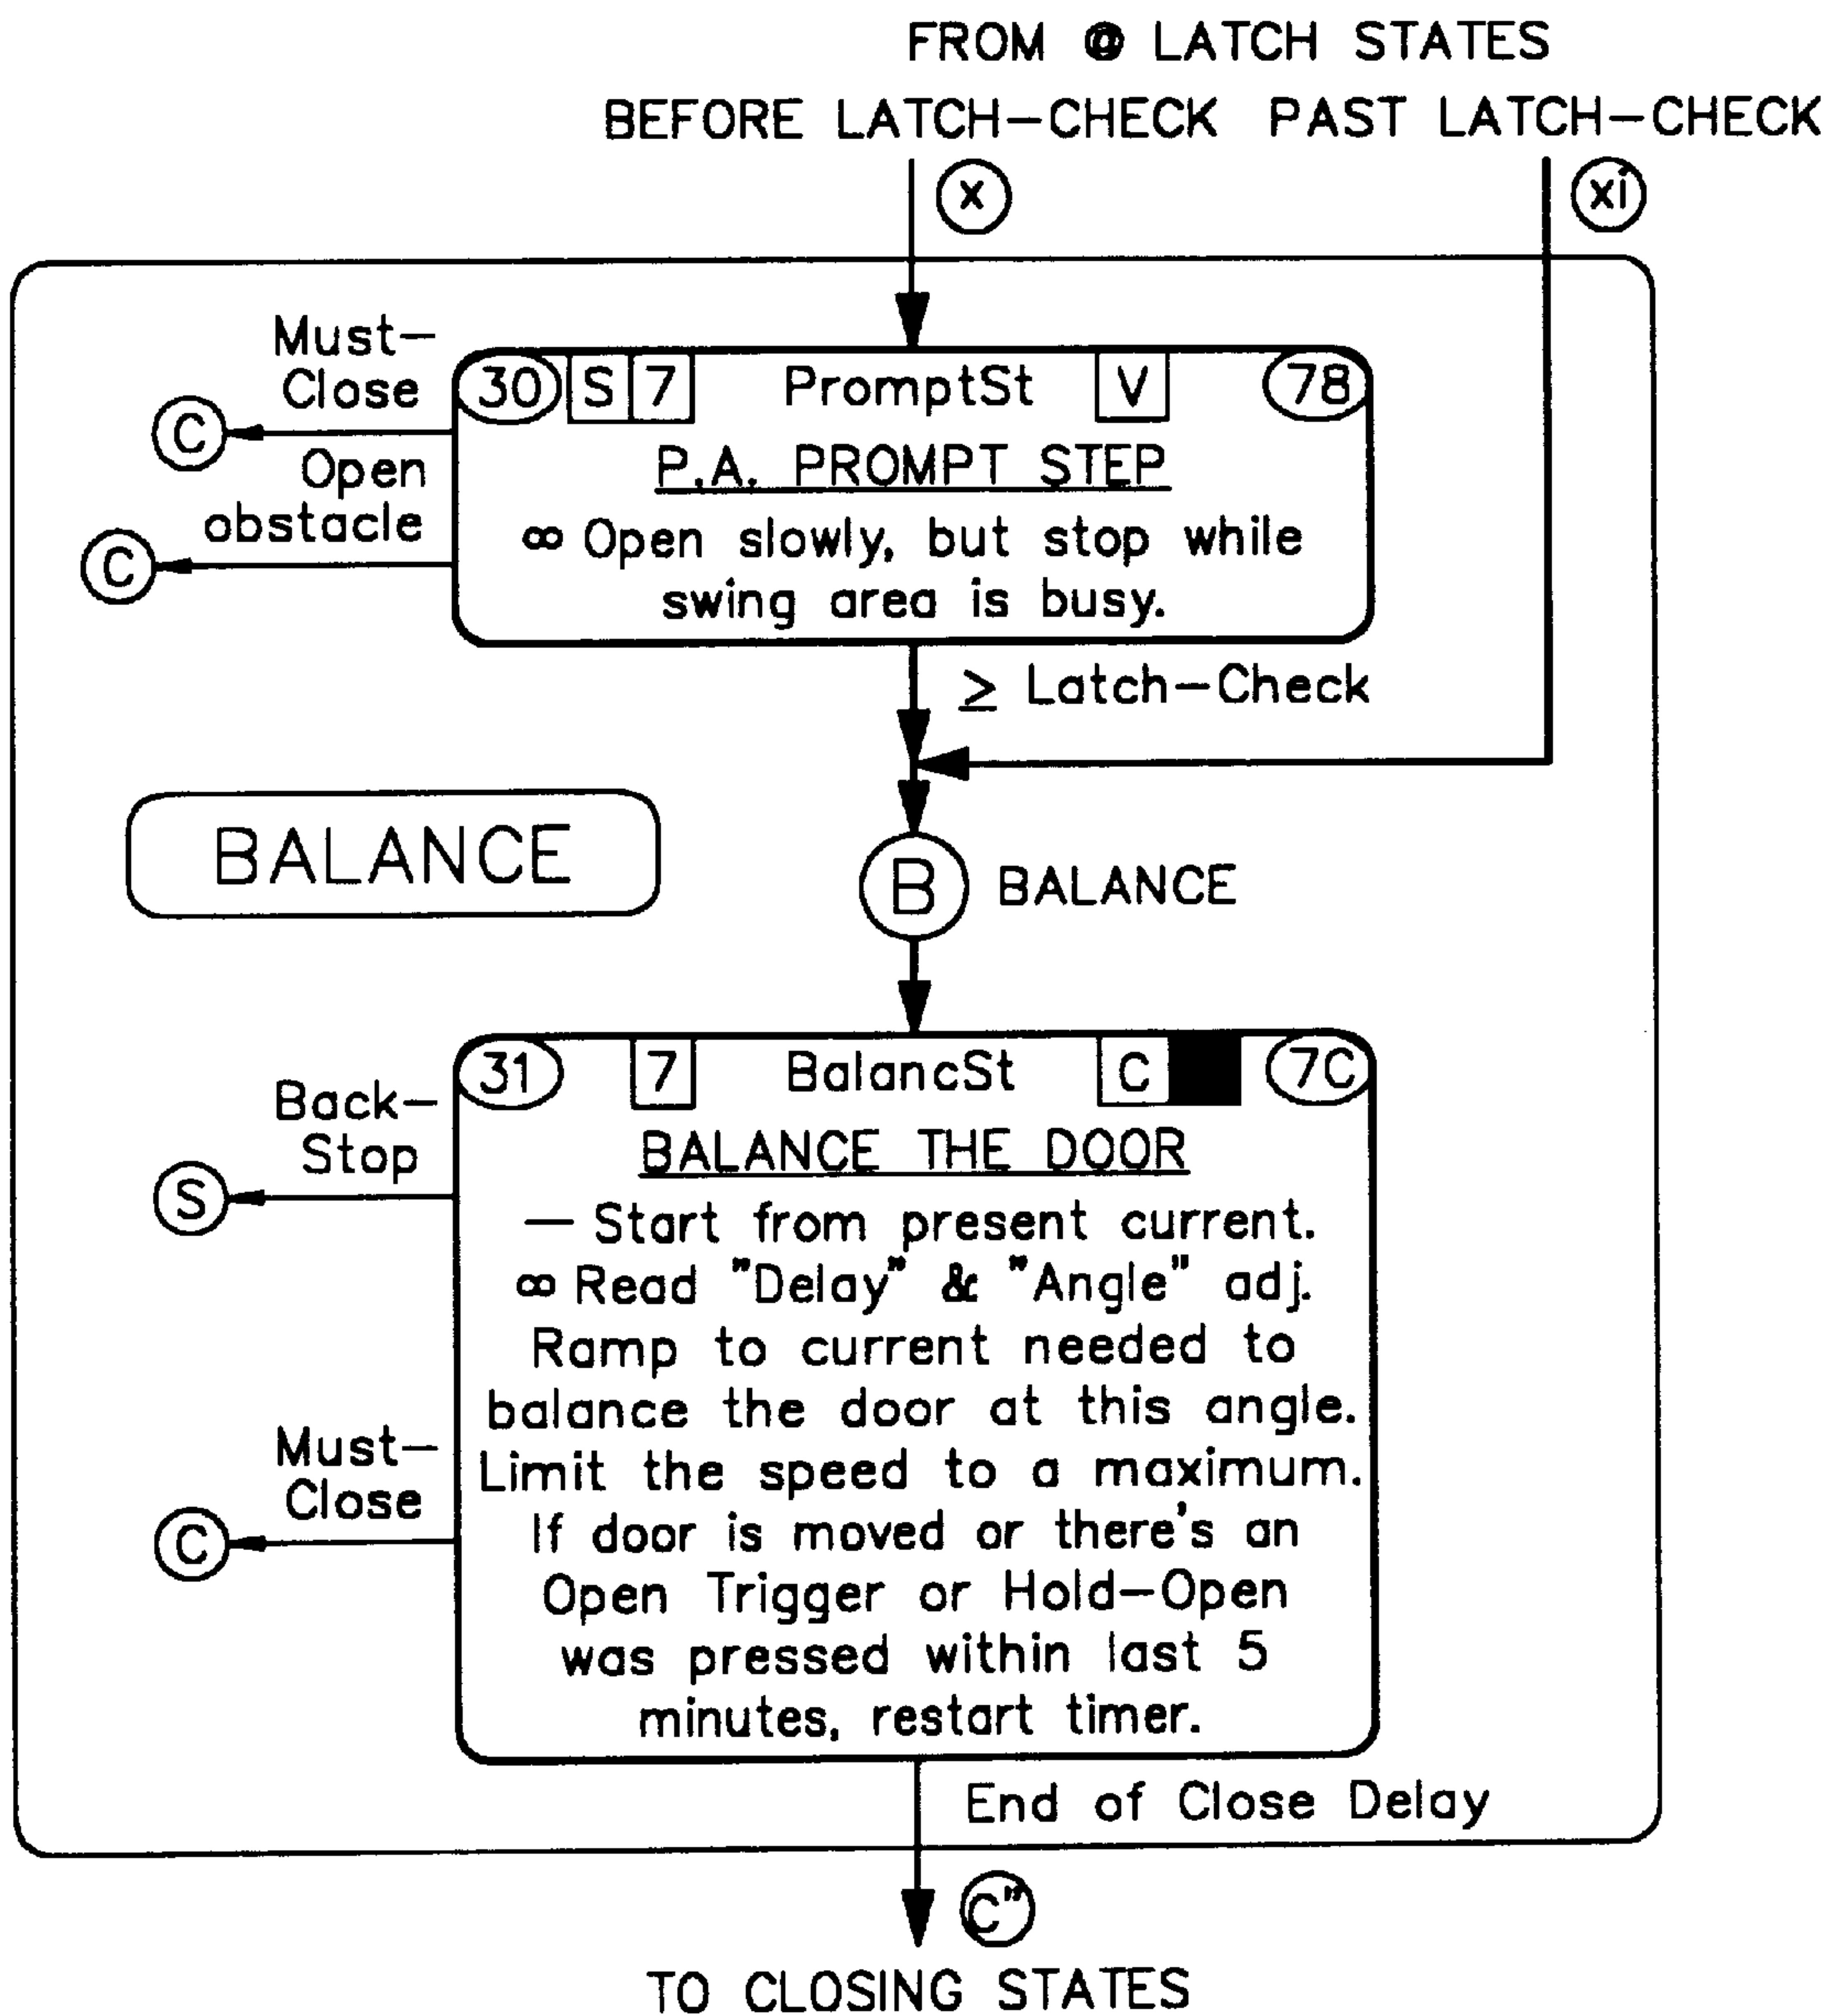 FROM @ LATCH STATES
BEFORE LATCH-CHECK PAST LATCH-CHECK
x xi
Must-
Close
C
Open
obstacle
C
30 S 7 PromptSt V 78
P.A. PROMPT STEP
∞ Open slowly, but stop while
swing area is busy.
≥ Latch-Check
BALANCE
B BALANCE
31 7 BalancSt C 7C
Back-
Stop
S
BALANCE THE DOOR
— Start from present current.
∞ Read "Delay" & "Angle" adj.
Ramp to current needed to
balance the door at this angle.
Limit the speed to a maximum.
If door is moved or there's an
Open Trigger or Hold-Open
was pressed within last 5
minutes, restart timer.
Must-
Close
C
End of Close Delay
C"
TO CLOSING STATES